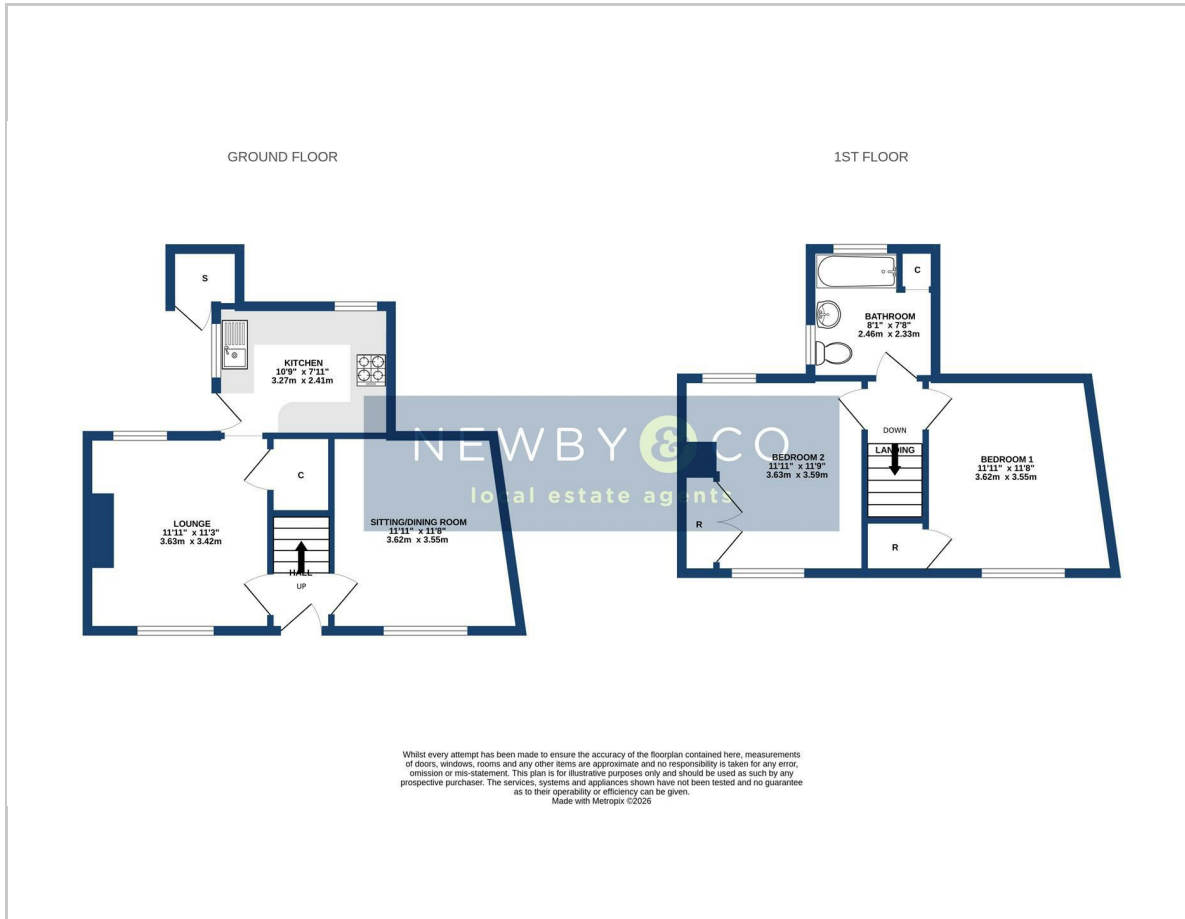 GROUND FLOOR
1ST FLOOR
S
KITCHEN
10'9" x 7'11"
3.27m x 2.41m
C
LOUNGE
11'11" x 11'3"
3.63m x 3.42m
SITTING/DINING ROOM
11'11" x 11'8"
3.62m x 3.55m
HALL
UP
C
BATHROOM
8'1" x 7'8"
2.46m x 2.33m
DOWN
LANDING
BEDROOM 2
11'11" x 11'9"
3.63m x 3.59m
BEDROOM 1
11'11" x 11'8"
3.62m x 3.55m
R
R
NEWBY & CO
local estate agents
Whilst every attempt has been made to ensure the accuracy of the floorplan contained here, measurements
of doors, windows, rooms and any other items are approximate and no responsibility is taken for any error,
omission or mis-statement. This plan is for illustrative purposes only and should be used as such by any
prospective purchaser. The services, systems and appliances shown have not been tested and no guarantee
as to their operability or efficiency can be given.
Made with Metropix ©2026